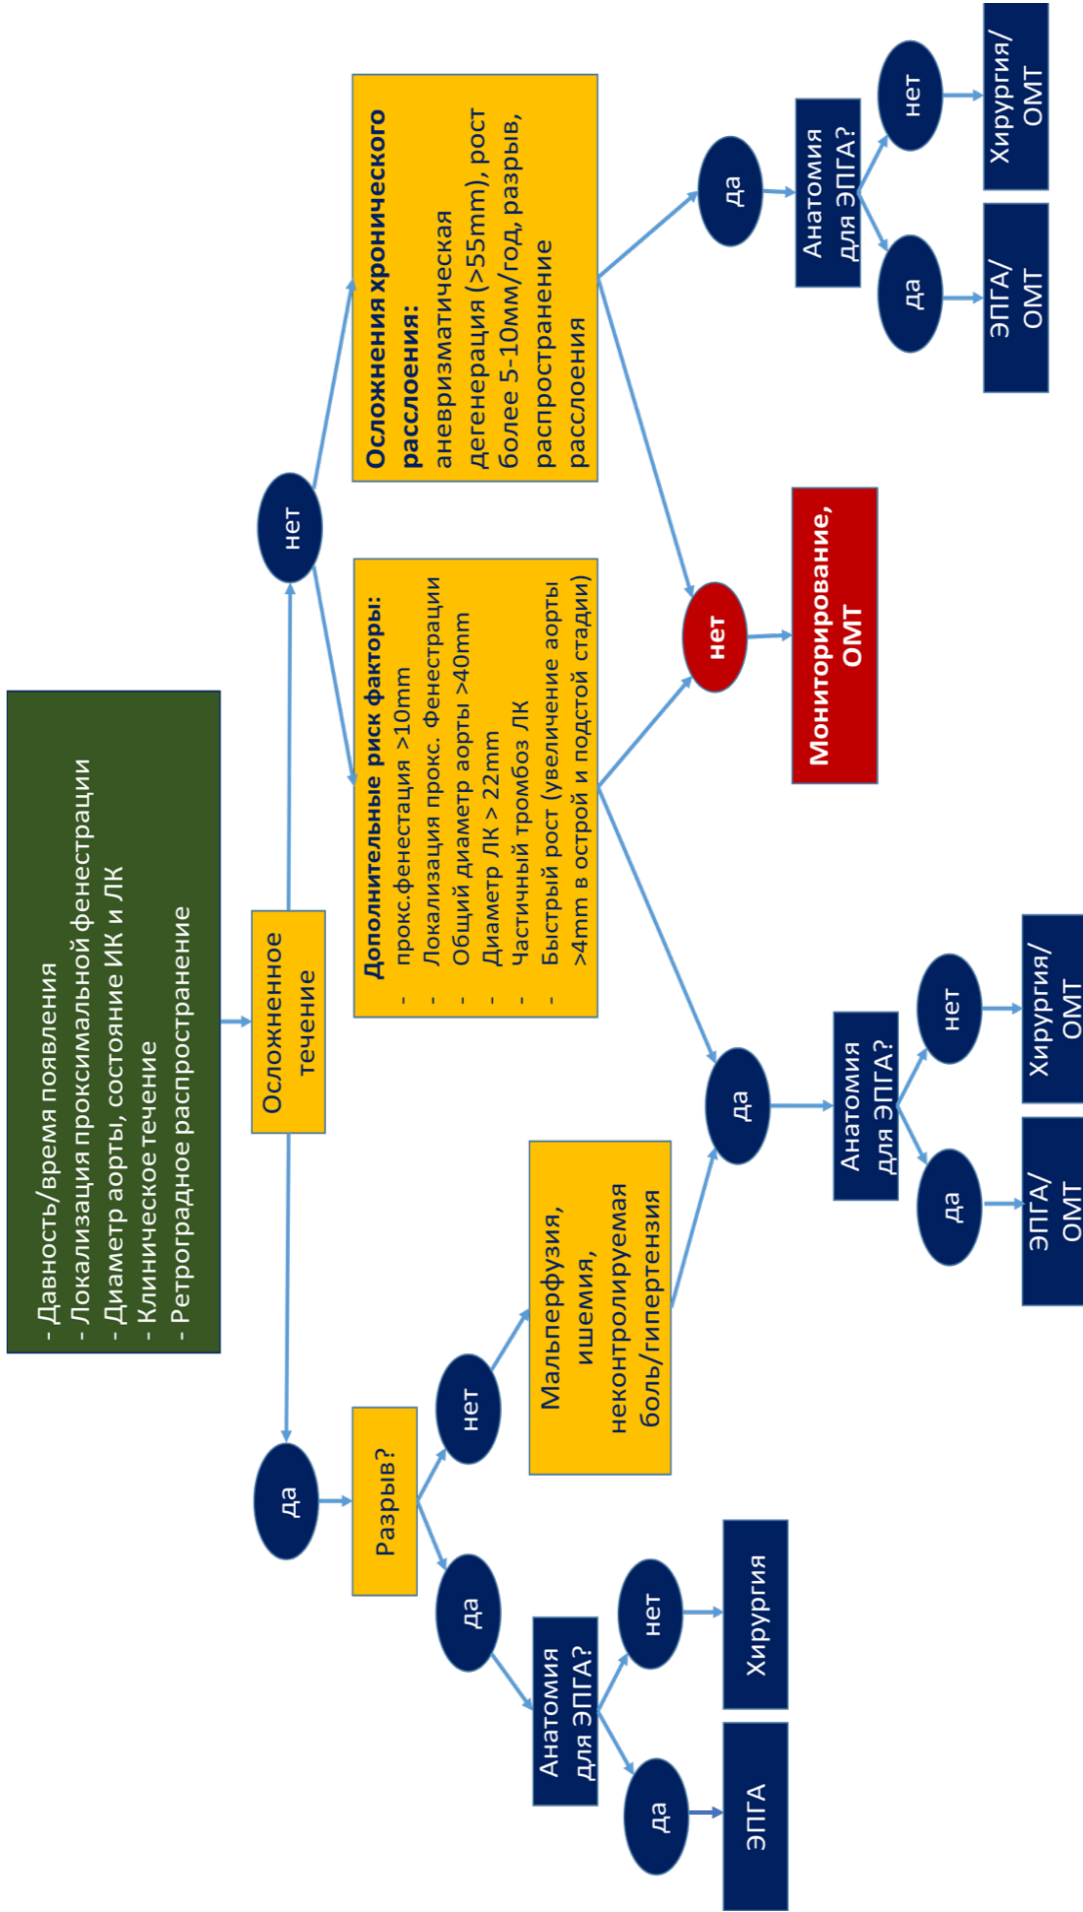 - Давность/время появления
- Локализация проксимальной фенестрации
- Диаметр аорты, состояние ИК и ЛК
- Клиническое течение
- Ретроградное распространение
Осложненное
течение
да
нет
Разрыв?
да
нет
Анатомия
для ЭПГА?
да
нет
ЭПГА
Хирургия
Мальперфузия,
ишемия,
неконтролируемая
боль/гипертензия
Дополнительные риск факторы:
- прокс.фенестация >10mm
- Локализация прокс. Фенестрации
- Общий диаметр аорты >40mm
- Диаметр ЛК > 22mm
- Частичный тромбоз ЛК
- Быстрый рост (увеличение аорты
>4mm в острой и подстой стадии)
Осложнения хронического
расслоения:
аневризматическая
дегенерация (>55mm), рост
более 5-10мм/год, разрыв,
распространение
расслоения
да
нет
да
Анатомия
для ЭПГА?
да
нет
ЭПГА/
ОМТ
Хирургия/
ОМТ
Мониторирование,
ОМТ
Анатомия
для ЭПГА?
да
нет
ЭПГА/
ОМТ
Хирургия/
ОМТ